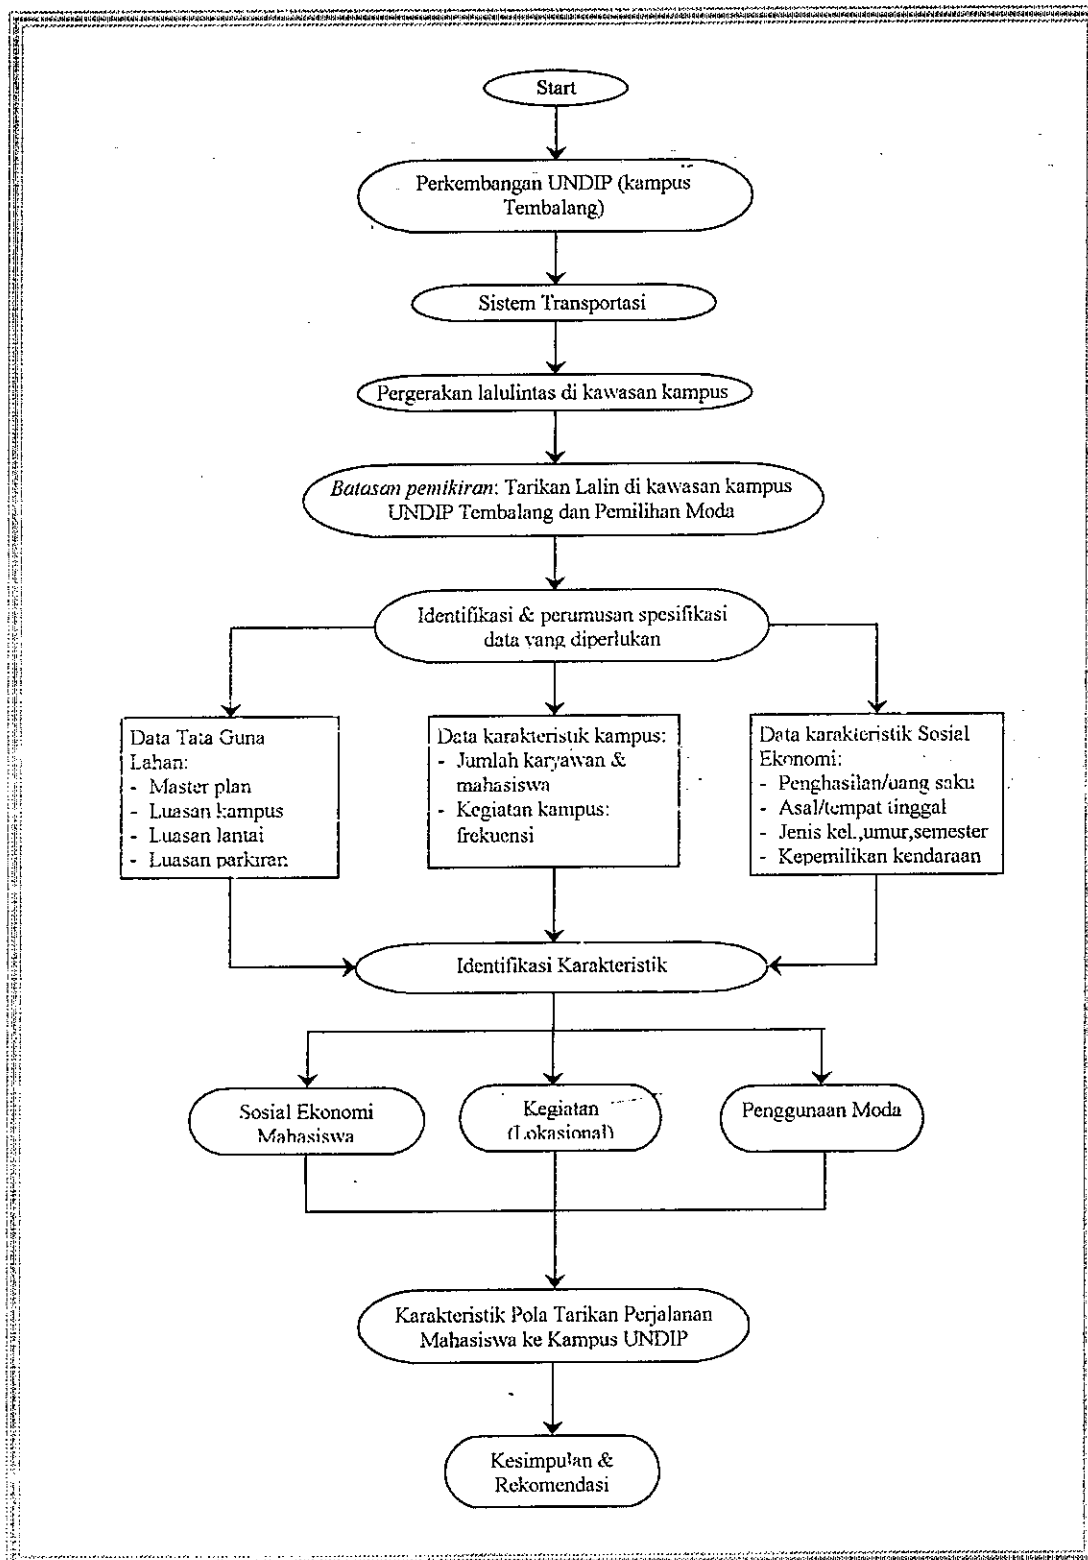 Start
Perkembangan UNDIP (kampus
Tembalang)
Sistem Transportasi
Pergerakan lalulintas di kawasan kampus
Batasan pemikiran: Tarikan Lalin di kawasan kampus
UNDIP Tembalang dan Pemilihan Moda
Identifikasi & perumusan spesifikasi
data yang diperlukan
Data Tata Guna
Lahan:
- Master plan
- Luasan kampus
- Luasan lantai
- Luasan parkiran
Data karakteristik kampus:
- Jumlah karyawan &
mahasiswa
- Kegiatan kampus:
frekuensi
Data karakteristik Sosial
Ekonomi:
- Penghasilan/uang saku
- Asal/tempat tinggal
- Jenis kel.,umur,semester
- Kepemilikan kendaraan
Identifikasi Karakteristik
Sosial Ekonomi
Mahasiswa
Kegiatan
(Lokasional)
Penggunaan Moda
Karakteristik Pola Tarikan Perjalanan
Mahasiswa ke Kampus UNDIP
Kesimpulan &
Rekomendasi